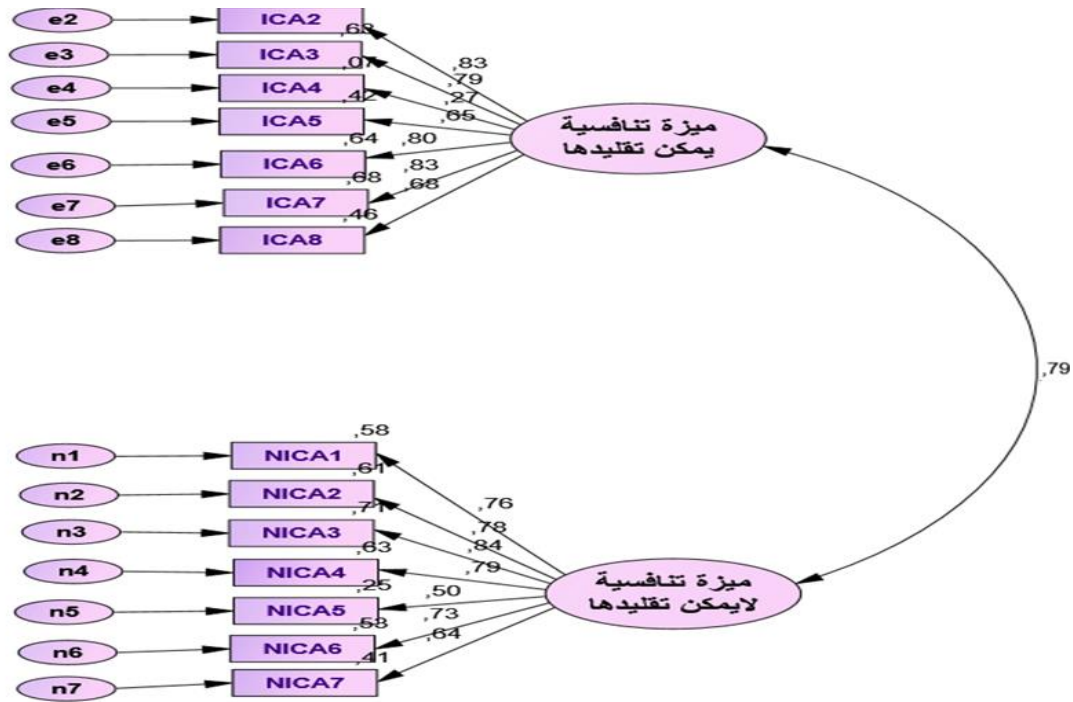 e2 ICA2
,63
e3 ICA3 ,83
,07 ,79
e4 ICA4 ,27
,42 ,65
e5 ICA5
,64 ,80
e6 ICA6 ,83
,68 ,68
e7 ICA7
,46
e8 ICA8
ميزة تنافسية
يمكن تقليدها
,79
,58
n1 NICA1
,61
n2 NICA2 ,76
,71 ,78
n3 NICA3 ,84
,63 ,79
n4 NICA4
,25 ,50
n5 NICA5 ,73
,53 ,64
n6 NICA6
,41
n7 NICA7
ميزة تنافسية
لايمكن تقليدها